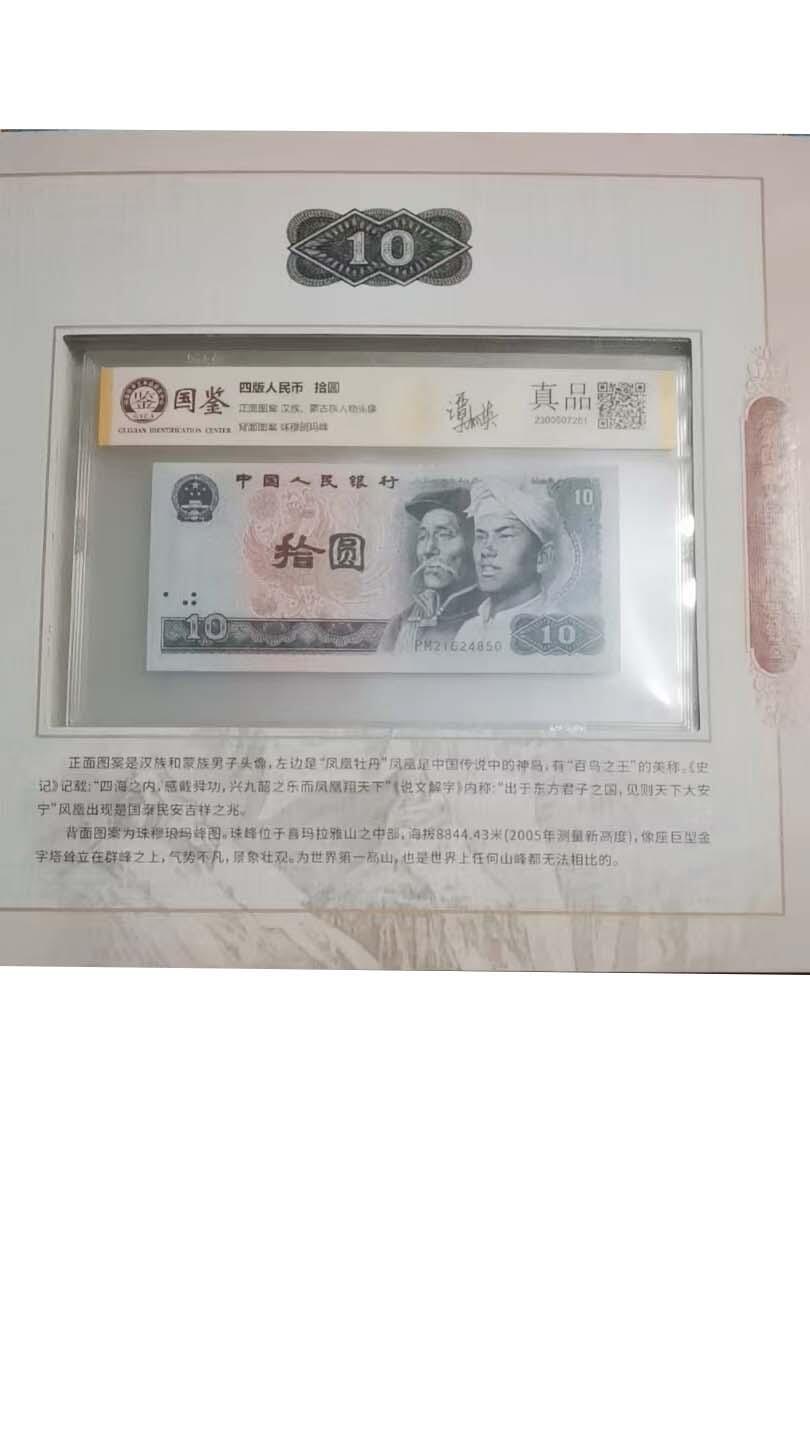 10
国鉴
GUOJIAN IDENTIFICATION CENTER
四版人民币 拾圆
正面图案 汉族、蒙古族人物头像
背面图案 珠穆朗玛峰
真品
2300507261
中国人民银行
10
拾圆
10
10
PM21624850
正面图案是汉族和蒙族男子头像,左边是“凤凰牡丹”凤凰是中国传说中的神鸟,有“百鸟之王”的美称。《史
记》记载:“四海之内,感戴舜功,兴九韶之乐而凤凰翔天下”《说文解字》内称:“出于东方君子之国,见则天下大安
宁”凤凰出现是国泰民安吉祥之兆。
背面图案为珠穆琅玛峰图。珠峰位于喜玛拉雅山之中部,海拔8844.43米(2005年测量新高度),像座巨型金
字塔耸立在群峰之上,气势不凡,景象壮观。为世界第一高山,也是世界上任何山峰都无法相比的。